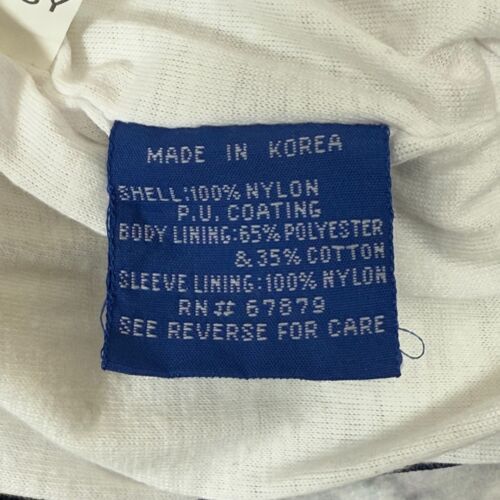 MADE IN KOREA
SHELL:100% NYLON
P.U. COATING
BODY LINING:65% POLYESTER
& 35% COTTON
SLEEVE LINING:100% NYLON
RN# 67879
SEE REVERSE FOR CARE